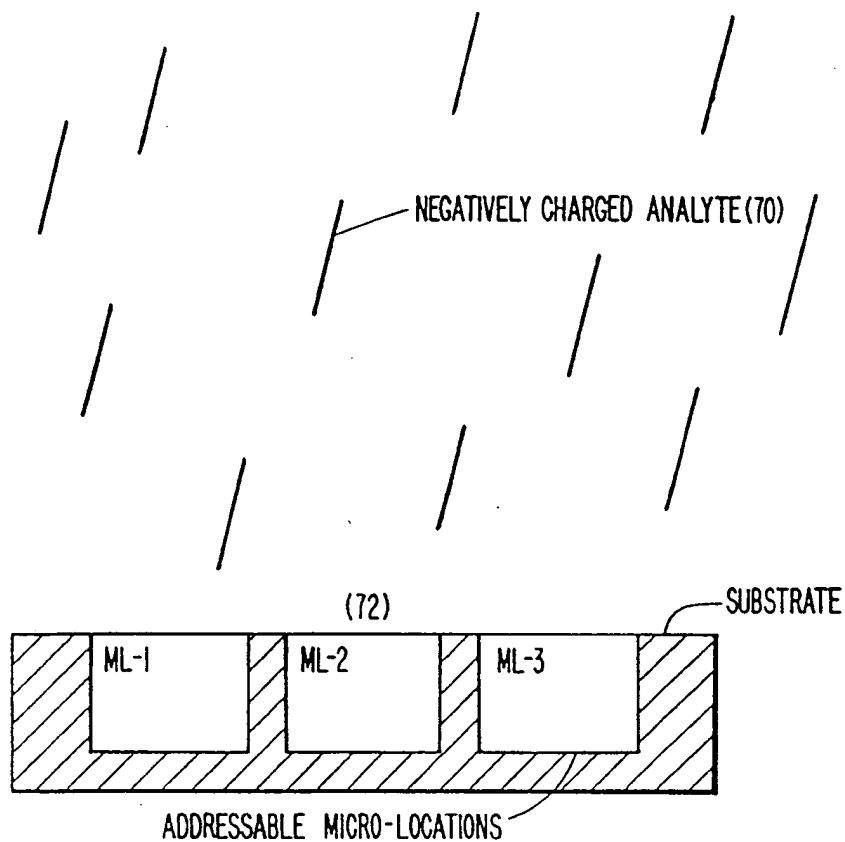 NEGATIVELY CHARGED ANALYTE(70)
(72)
SUBSTRATE
ML-1
ML-2
ML-3
ADDRESSABLE MICRO-LOCATIONS